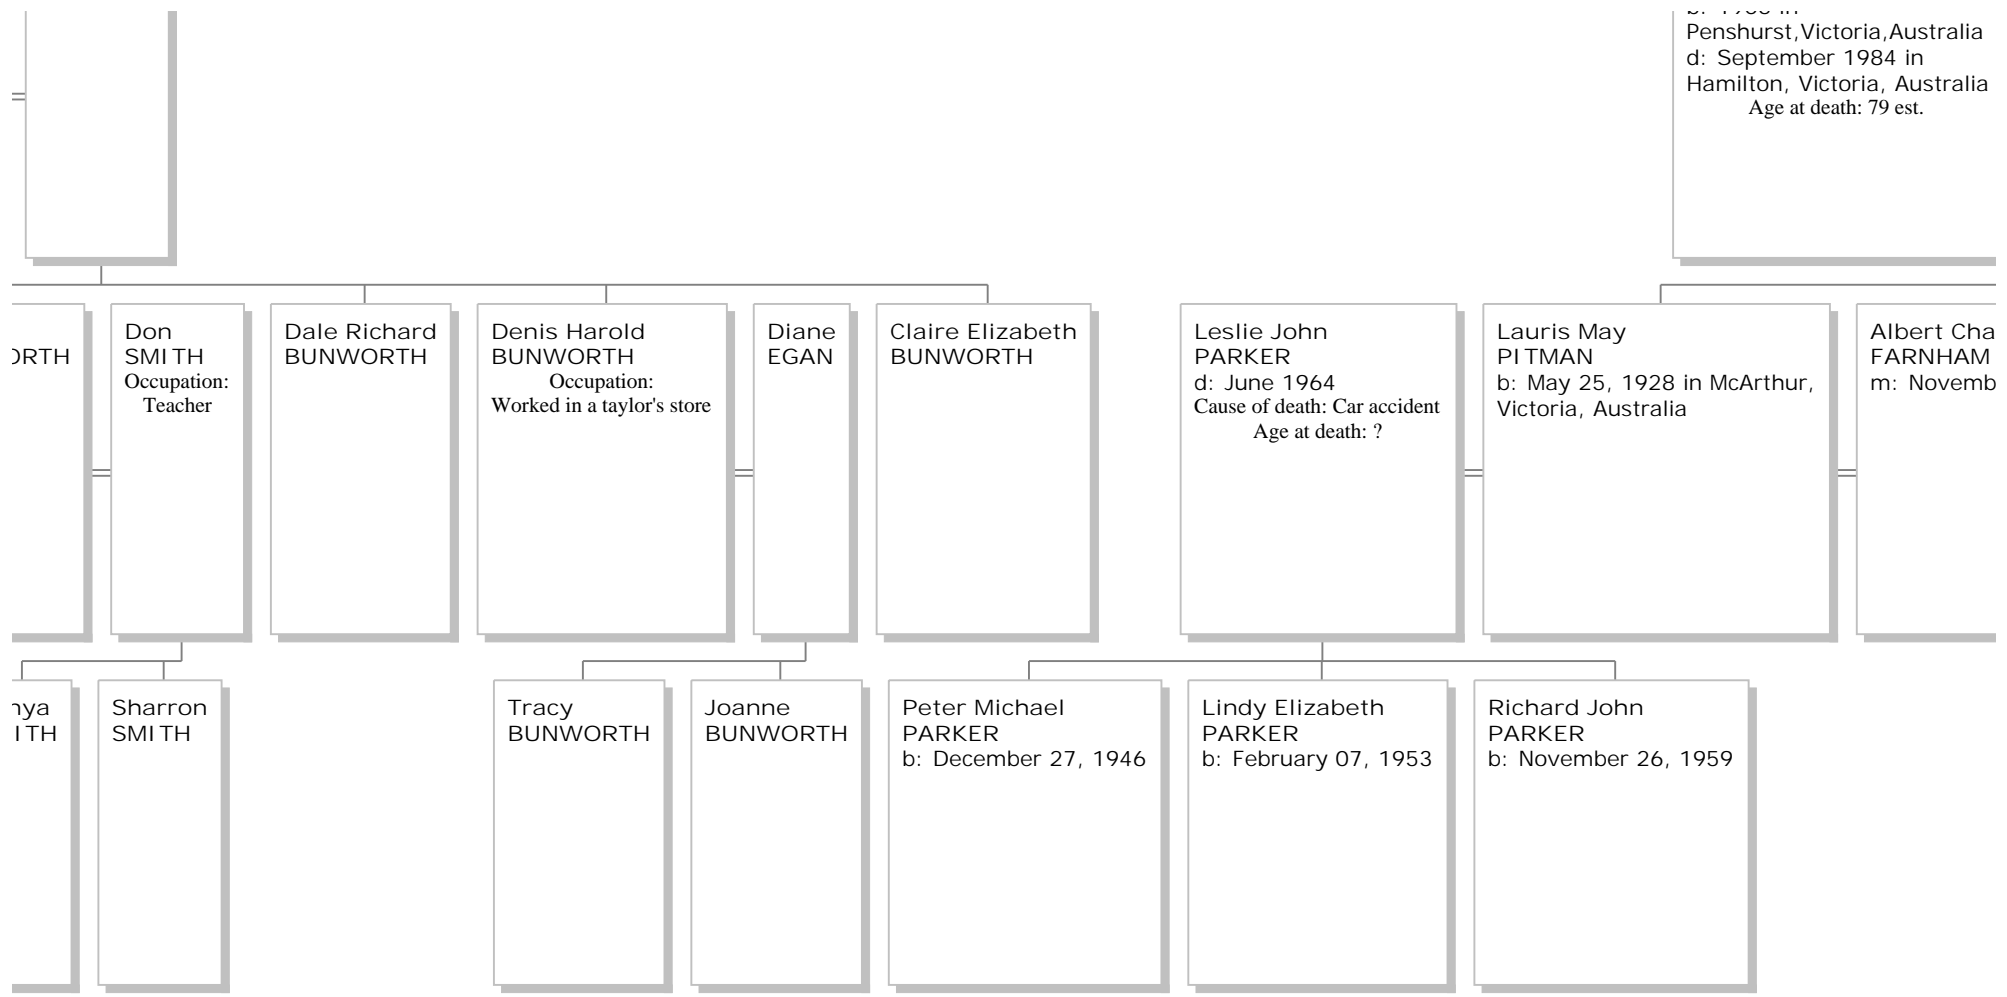 Penshurst,Victoria,Australia
d: September 1984 in
Hamilton, Victoria, Australia
Age at death: 79 est.
Don
SMITH
Occupation:
Teacher
Dale Richard
BUNWORTH
Denis Harold
BUNWORTH
Occupation:
Worked in a taylor's store
Diane
EGAN
Claire Elizabeth
BUNWORTH
Leslie John
PARKER
d: June 1964
Cause of death: Car accident
Age at death: ?
Lauris May
PITMAN
b: May 25, 1928 in McArthur,
Victoria, Australia
Albert
FARNHAM
m:
Sharron
SMITH
Tracy
BUNWORTH
Joanne
BUNWORTH
Peter Michael
PARKER
b: December 27, 1946
Lindy Elizabeth
PARKER
b: February 07, 1953
Richard John
PARKER
b: November 26, 1959